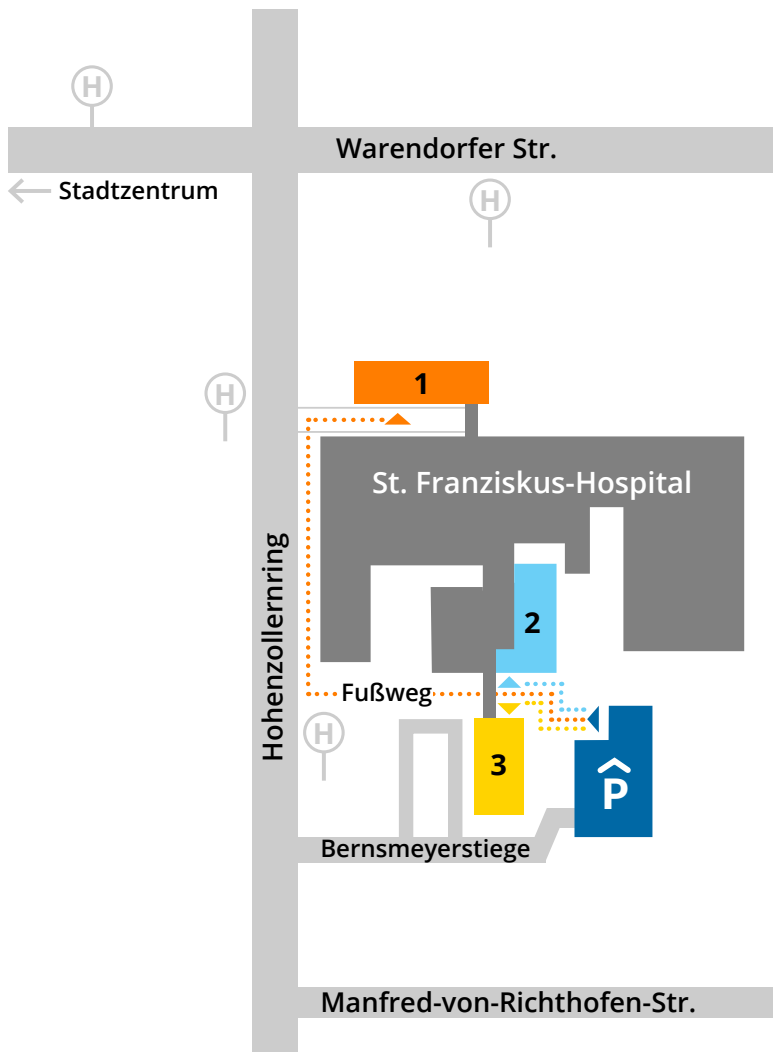 H
Warendorfer Str.
Stadtzentrum
H
1
H
St. Franziskus-Hospital
Hohenzollernring
2
Fußweg
H
3
P
Bernsmeyerstiege
Manfred-von-Richthofen-Str.